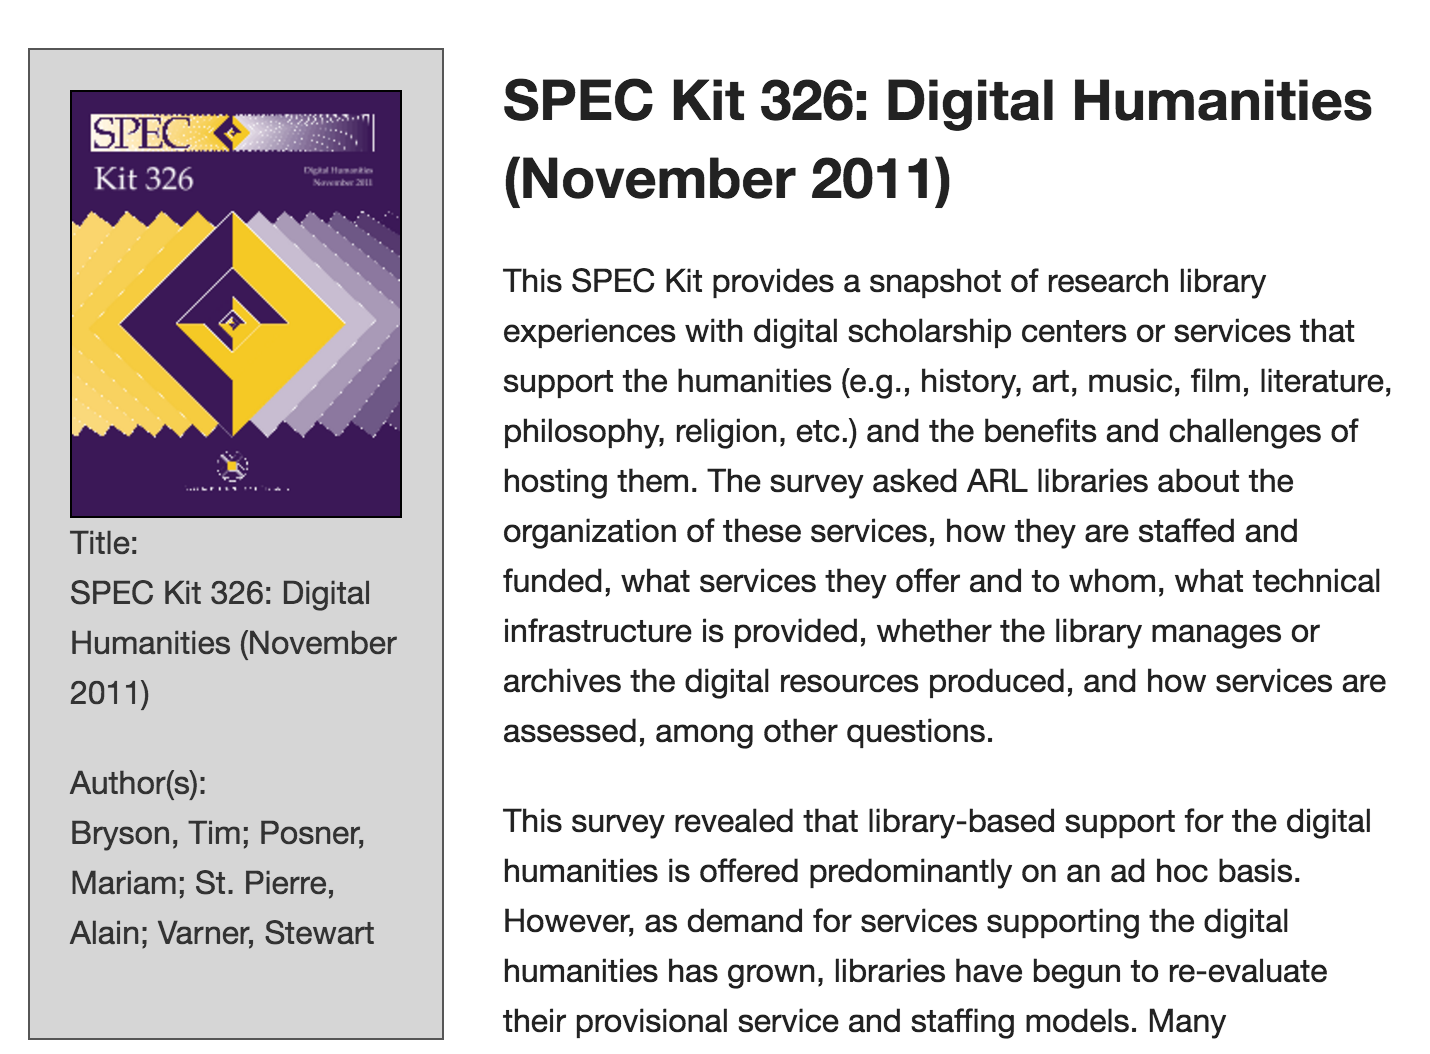 SPEC
Kit 326
Digital Humanities
November 2011
Title:
SPEC Kit 326: Digital
Humanities (November
2011)
Author(s):
Bryson, Tim; Posner,
Mariam; St. Pierre,
Alain; Varner, Stewart
SPEC Kit 326: Digital Humanities
(November 2011)
This SPEC Kit provides a snapshot of research library
experiences with digital scholarship centers or services that
support the humanities (e.g., history, art, music, film, literature,
philosophy, religion, etc.) and the benefits and challenges of
hosting them. The survey asked ARL libraries about the
organization of these services, how they are staffed and
funded, what services they offer and to whom, what technical
infrastructure is provided, whether the library manages or
archives the digital resources produced, and how services are
assessed, among other questions.
This survey revealed that library-based support for the digital
humanities is offered predominantly on an ad hoc basis.
However, as demand for services supporting the digital
humanities has grown, libraries have begun to re-evaluate
their provisional service and staffing models. Many